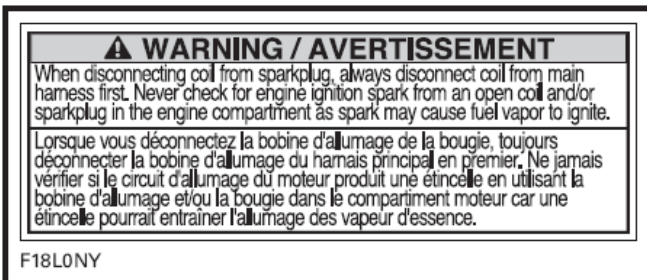 WARNING / AVERTISSEMENT
When disconnecting coil from sparkplug, always disconnect coil from main
harness first. Never check for engine ignition spark from an open coil and/or
sparkplug in the engine compartment as spark may cause fuel vapor to ignite.
Lorsque vous déconnectez la bobine d'allumage de la bougie, toujours
déconnecter la bobine d'allumage du harnais principal en premier. Ne jamais
vérifier si le circuit d'allumage du moteur produit une étincelle en utilisant la
bobine d'allumage et/ou la bougie dans le compartiment moteur car une
étincelle pourrait entraîner l'allumage des vapeur d'essence.
F18L0NY